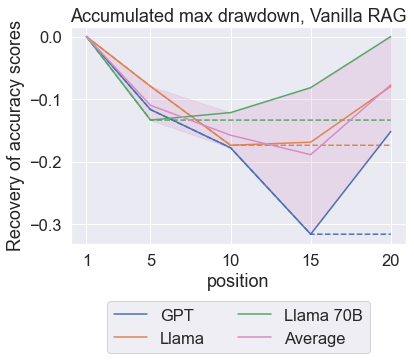 Accumulated max drawdown, Vanilla RAG
Recovery of accuracy scores
0.0
−0.1
−0.2
−0.3
1 5 10 15 20
position
GPT Llama 70B
Llama Average